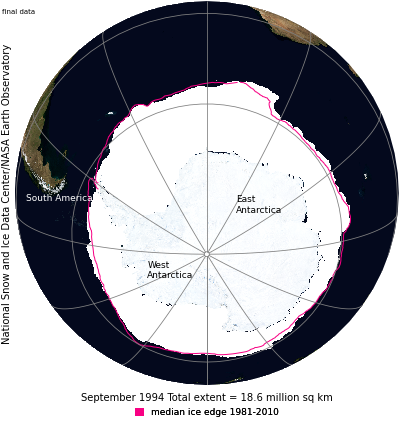 final data
National Snow and Ice Data Center/NASA Earth Observatory
South America
East
Antarctica
West
Antarctica
September 1994 Total extent = 18.6 million sq km
median ice edge 1981-2010